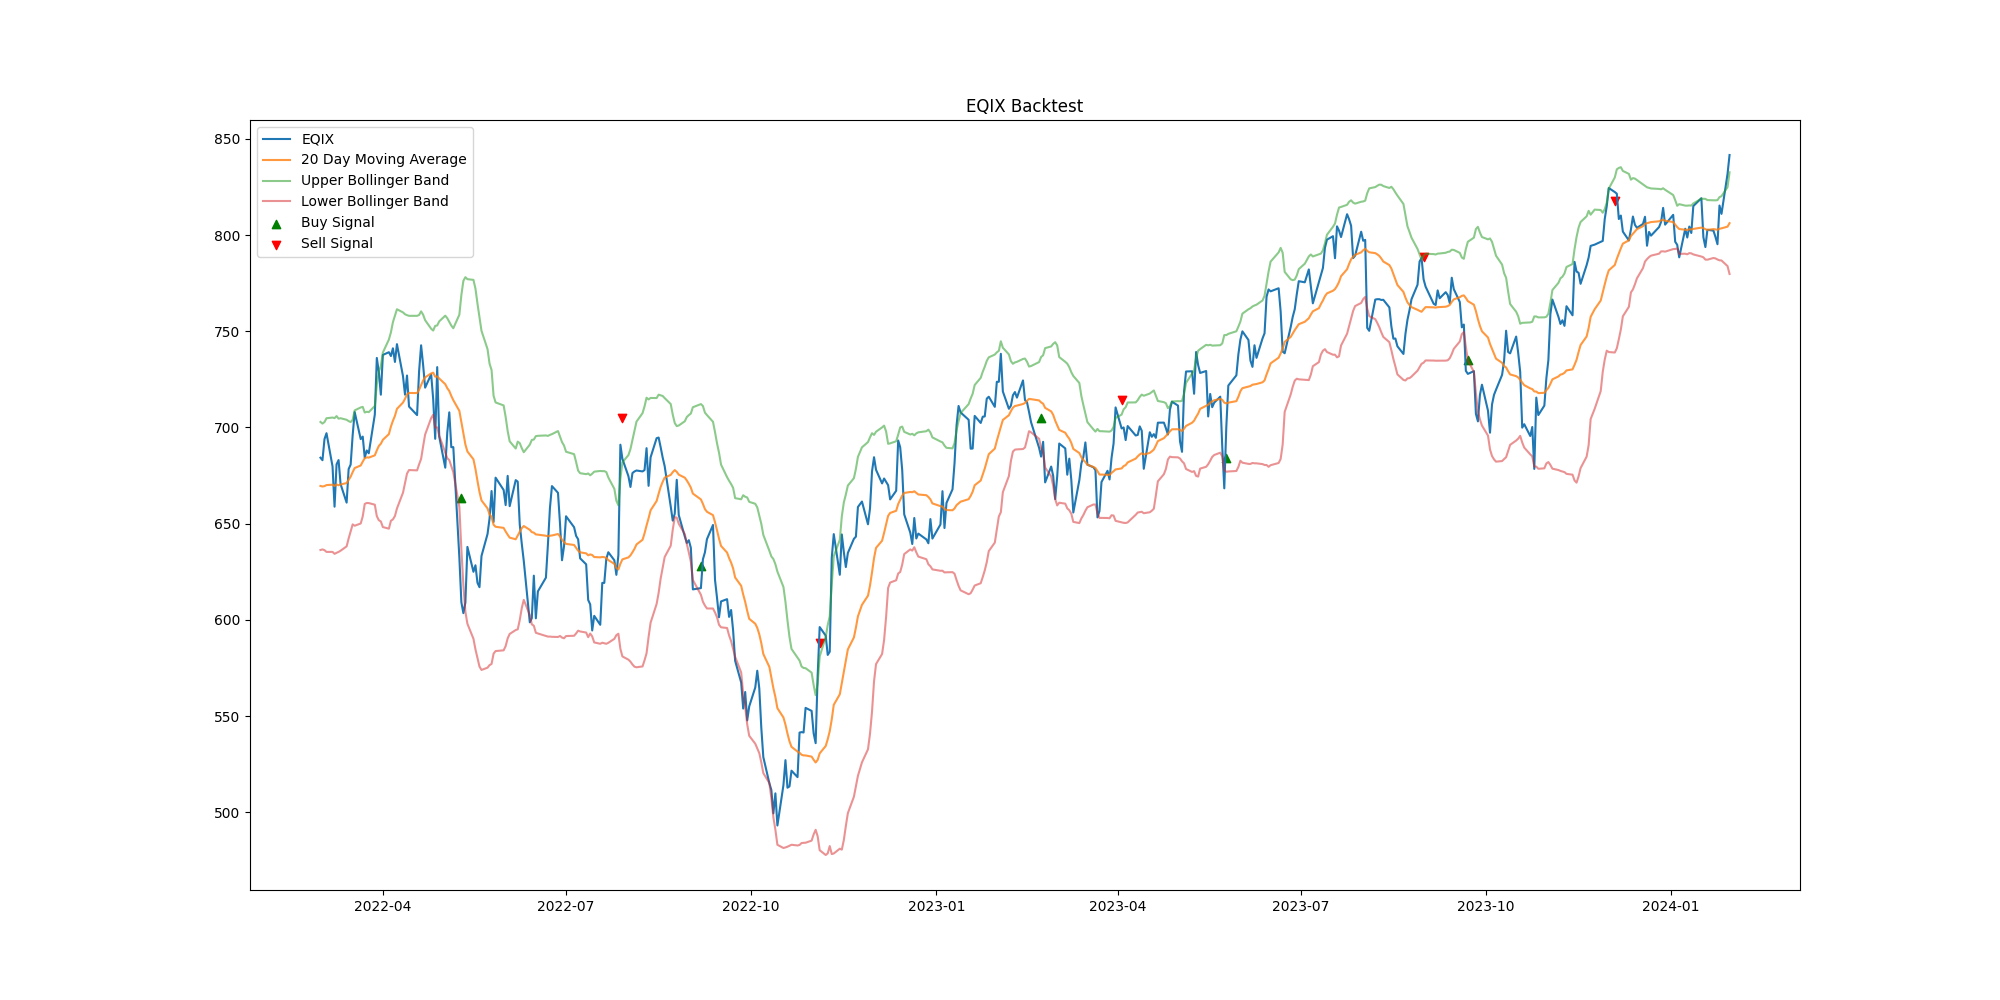 EQIX Backtest
EQIX
20 Day Moving Average
Upper Bollinger Band
Lower Bollinger Band
Buy Signal
Sell Signal
850
800
750
700
650
600
550
500
2022-04
2022-07
2022-10
2023-01
2023-04
2023-07
2023-10
2024-01